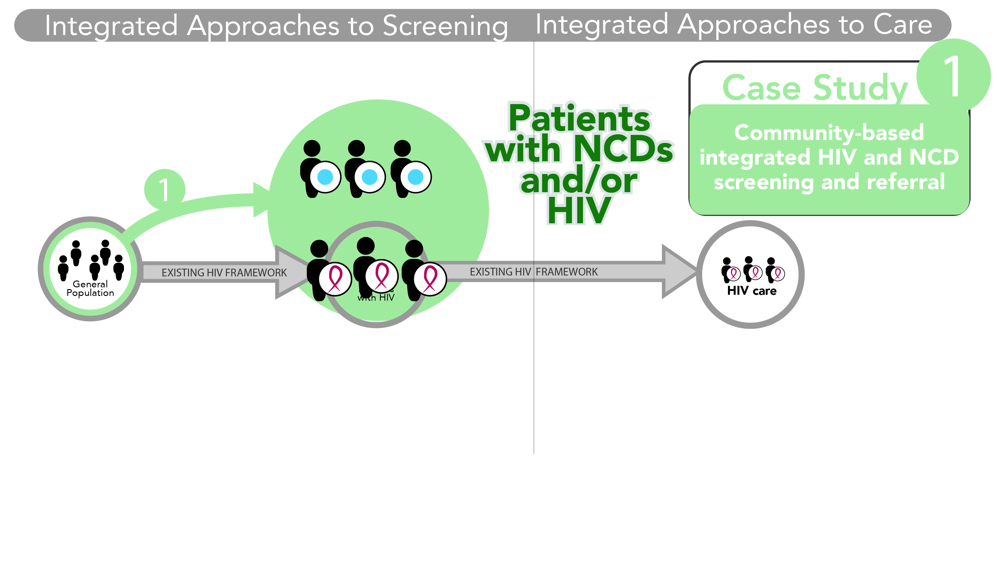 Integrated Approaches to Screening
Integrated Approaches to Care
1
Case Study
Community-based
integrated HIV and NCD
screening and referral
Patients
with NCDs
and/or
HIV
1
General
Population
EXISTING HIV FRAMEWORK
with HIV
EXISTING HIV FRAMEWORK
HIV care